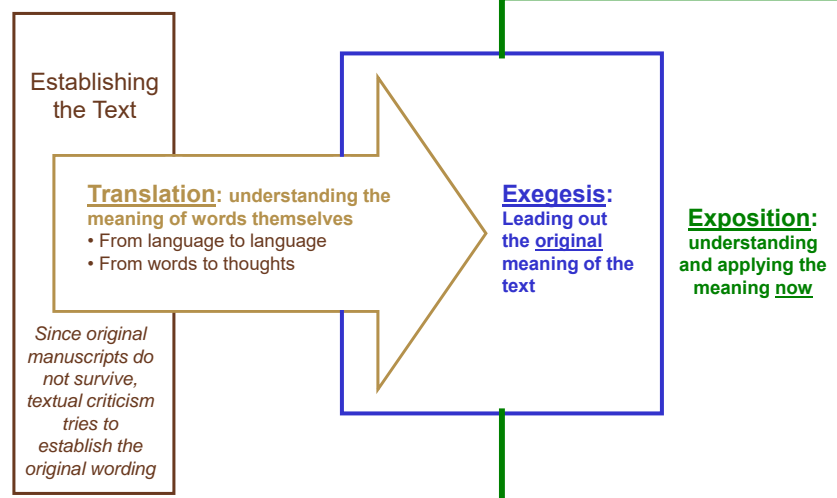 Establishing
the Text
Translation: understanding the
meaning of words themselves
• From language to language
• From words to thoughts
Since original
manuscripts do
not survive,
textual criticism
tries to
establish the
original wording
Exegesis:
Leading out
the original
meaning of the
text
Exposition:
understanding
and applying the
meaning now